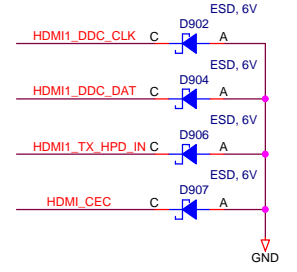 ESD, 6V
D902
HDMI1_DDC_CLK C A
ESD, 6V
D904
HDMI1_DDC_DAT C A
ESD, 6V
D906
HDMI1_TX_HPD_IN C A
ESD, 6V
D907
HDMI_CEC C A
GND